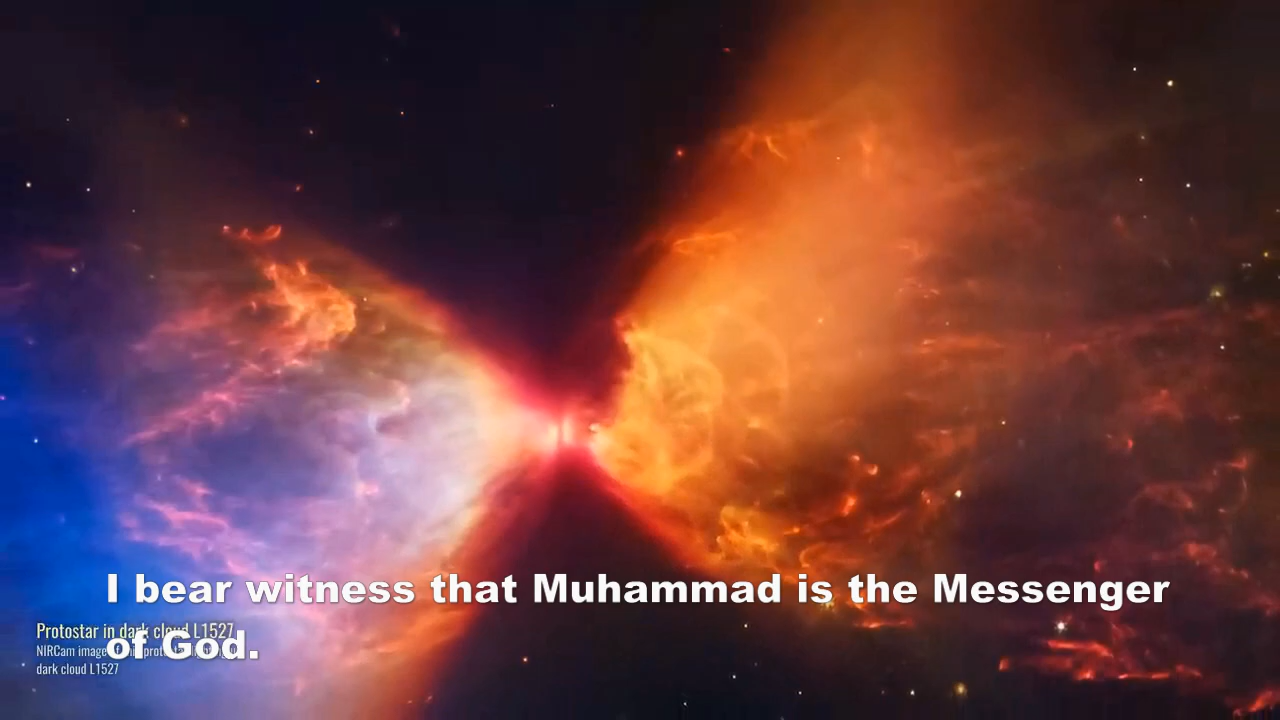 I bear witness that Muhammad is the Messenger
of God.
Protostar in dark cloud L1527
NIRCam image
dark cloud L1527